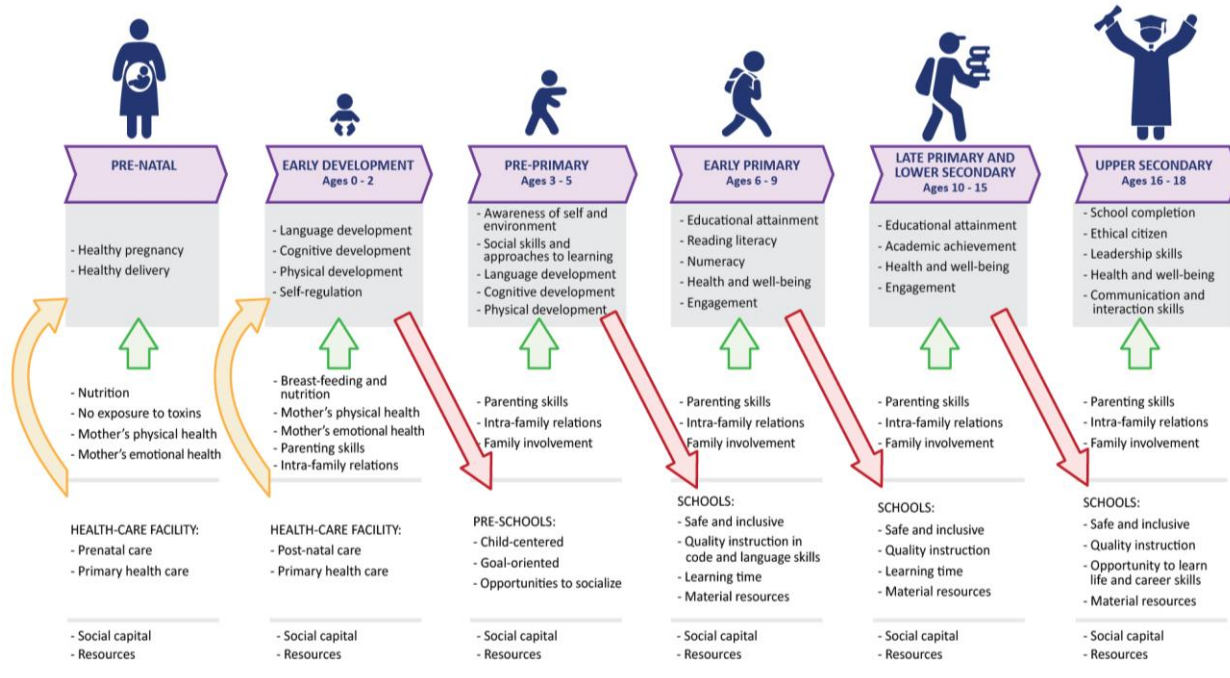 PRE-NATAL
- Healthy pregnancy
- Healthy delivery
- Nutrition
- No exposure to toxins
- Mother's physical health
- Mother's emotional health
HEALTH-CARE FACILITY:
- Prenatal care
- Primary health care
- Social capital
- Resources
EARLY DEVELOPMENT
Ages 0 - 2
- Language development
- Cognitive development
- Physical development
- Self-regulation
- Breast-feeding and
nutrition
- Mother's physical health
- Mother's emotional health
- Parenting skills
- Intra-family relations
HEALTH-CARE FACILITY:
- Post-natal care
- Primary health care
- Social capital
- Resources
PRE-PRIMARY
Ages 3 - 5
- Awareness of self and
environment
- Social skills and
approaches to learning
- Language development
- Cognitive development
- Physical development
- Parenting skills
- Intra-family relations
- Family involvement
PRE-SCHOOLS:
- Child-centered
- Goal-oriented
- Opportunities to socialize
- Social capital
- Resources
EARLY PRIMARY
Ages 6 - 9
- Educational attainment
- Reading literacy
- Numeracy
- Health and well-being
- Engagement
- Parenting skills
- Intra-family relations
- Family involvement
SCHOOLS:
- Safe and inclusive
- Quality instruction in
code and language skills
- Learning time
- Material resources
- Social capital
- Resources
LATE PRIMARY AND
LOWER SECONDARY
Ages 10 - 15
- Educational attainment
- Academic achievement
- Health and well-being
- Engagement
- Parenting skills
- Intra-family relations
- Family involvement
SCHOOLS:
- Safe and inclusive
- Quality instruction
- Learning time
- Material resources
- Social capital
- Resources
UPPER SECONDARY
Ages 16 - 18
- School completion
- Ethical citizen
- Leadership skills
- Health and well-being
- Communication and
interaction skills
- Parenting skills
- Intra-family relations
- Family involvement
SCHOOLS:
- Safe and inclusive
- Quality instruction
- Opportunity to learn
life and career skills
- Material resources
- Social capital
- Resources